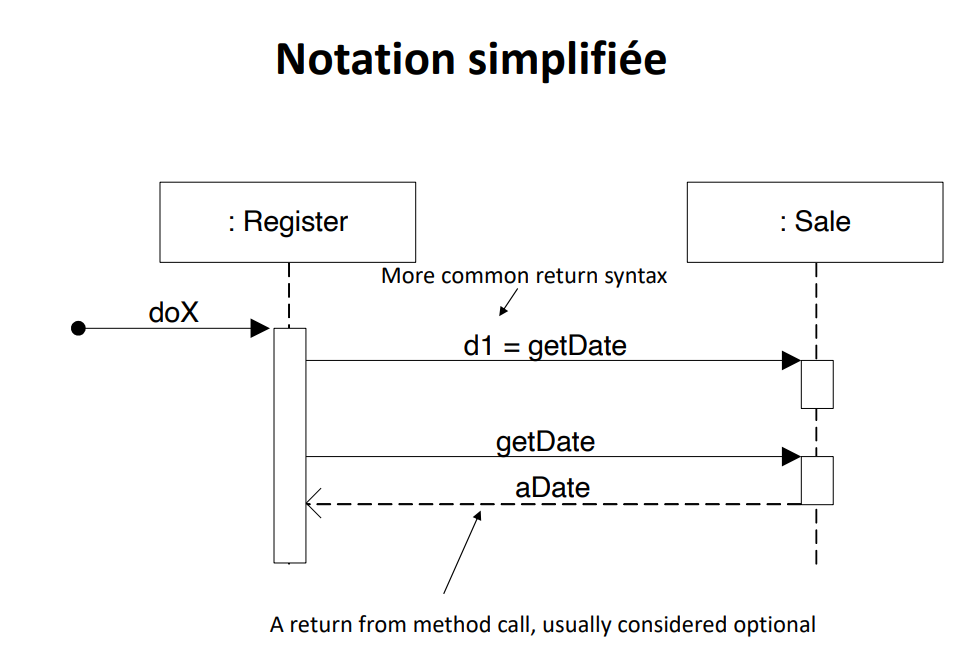 Notation simplifiée
: Register
: Sale
More common return syntax
doX
d1 = getDate
getDate
aDate
A return from method call, usually considered optional